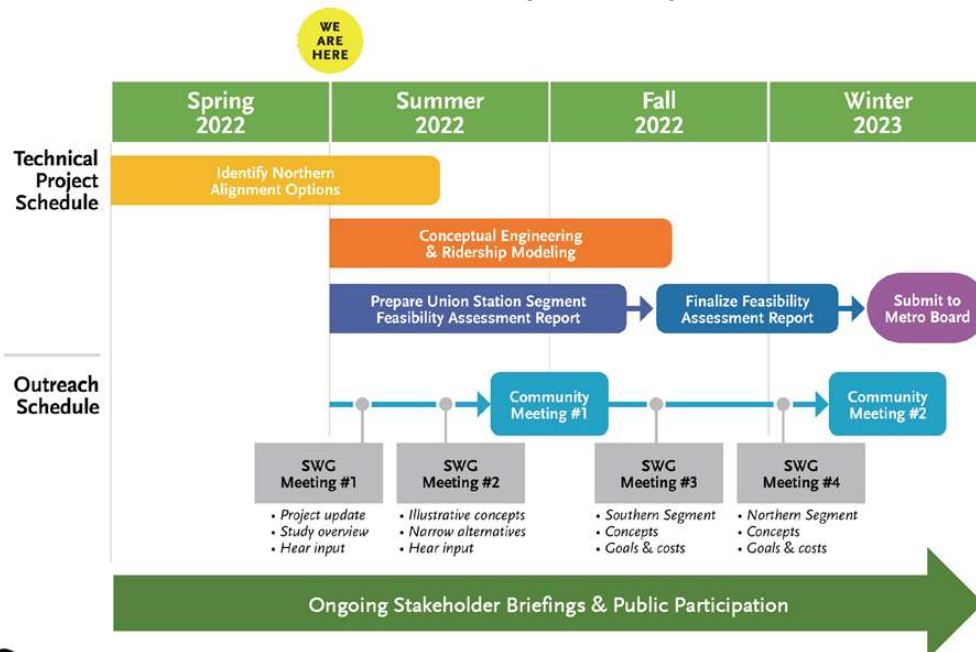 WE
ARE
HERE
Spring
2022
Summer
2022
Fall
2022
Winter
2023
Technical
Project
Schedule
Identify Northern
Alignment Options
Conceptual Engineering
& Ridership Modeling
Prepare Union Station Segment
Feasibility Assessment Report
Finalize Feasibility
Assessment Report
Submit to
Metro Board
Outreach
Schedule
Community
Meeting #1
Community
Meeting #2
SWG
Meeting #1
• Project update
• Study overview
• Hear input
SWG
Meeting #2
• Illustrative concepts
• Narrow alternatives
• Hear input
SWG
Meeting #3
• Southern Segment
• Concepts
• Goals & costs
SWG
Meeting #4
• Northern Segment
• Concepts
• Goals & costs
Ongoing Stakeholder Briefings & Public Participation